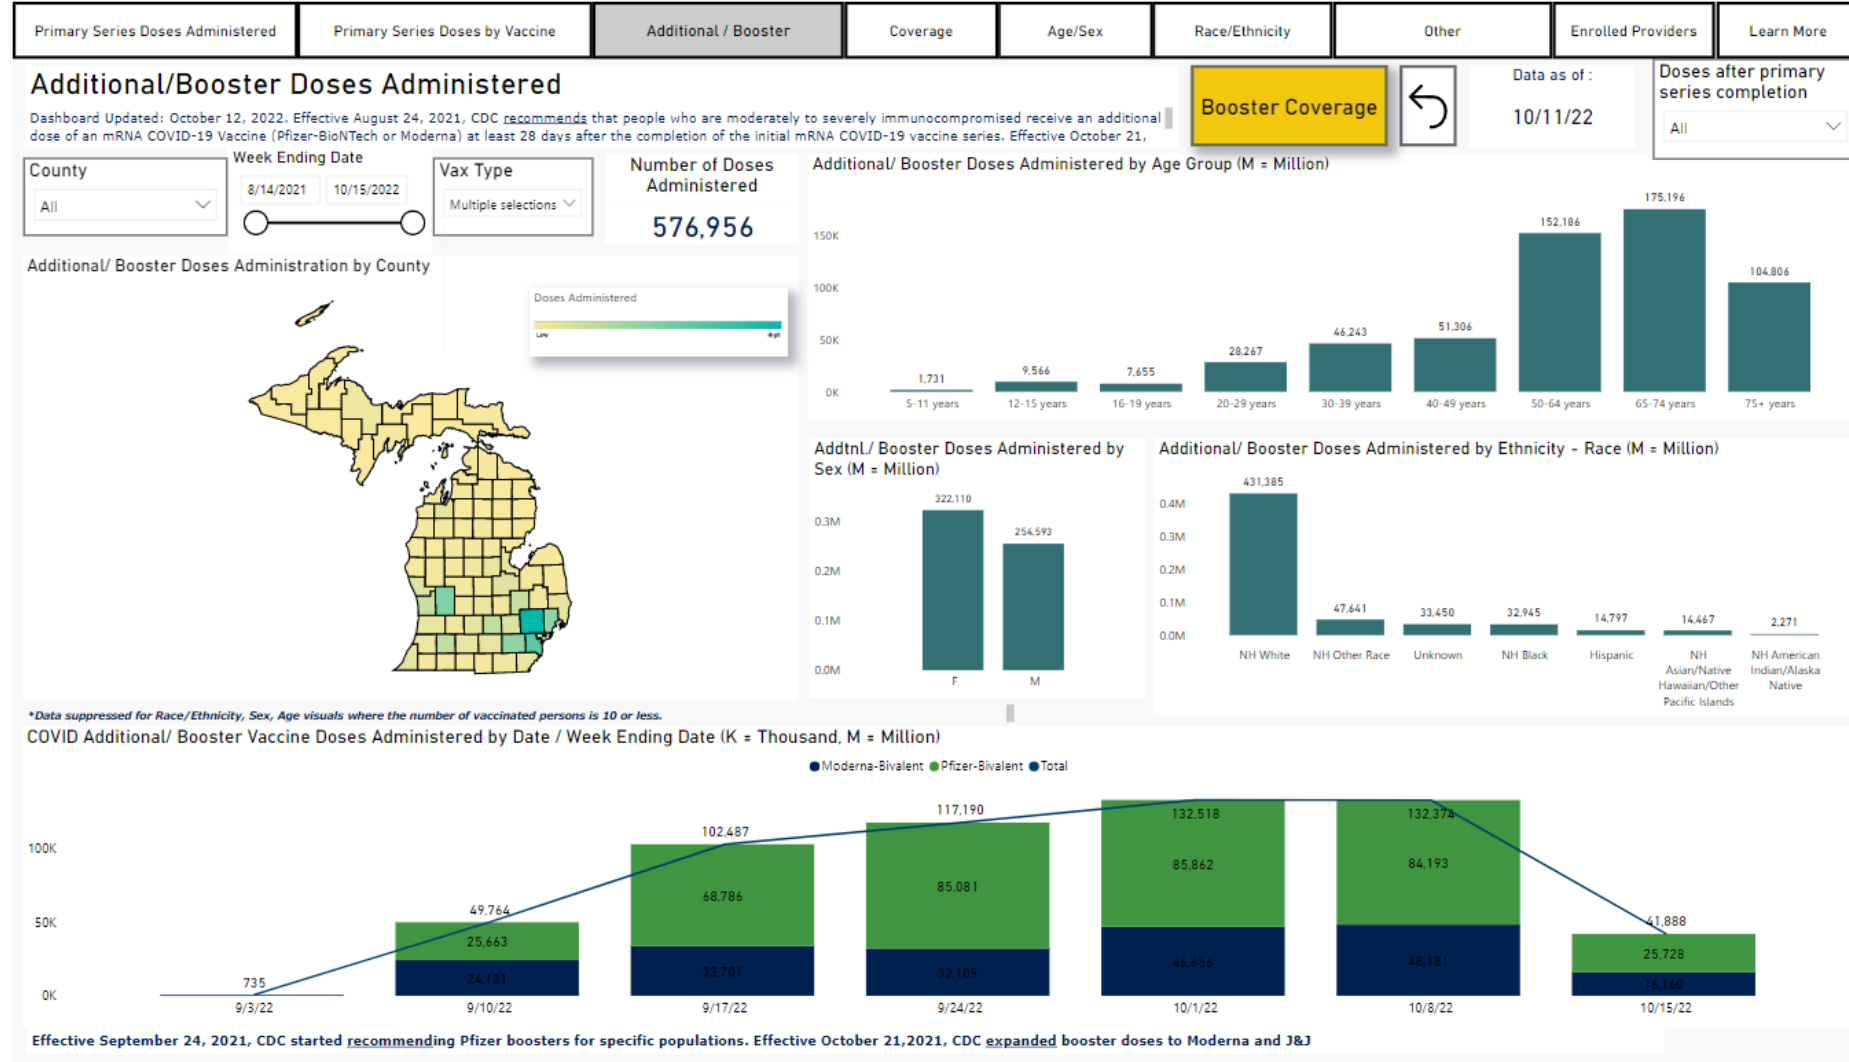 Primary Series Doses Administered
Primary Series Doses by Vaccine
Additional / Booster
Coverage
Age/Sex
Race/Ethnicity
Other
Enrolled Providers
Learn More
Additional/Booster Doses Administered
Dashboard Updated: October 12, 2022. Effective August 24, 2021, CDC recommends that people who are moderately to severely immunocompromised receive an additional
dose of an mRNA COVID-19 Vaccine (Pfizer-BioNTech or Moderna) at least 28 days after the completion of the initial mRNA COVID-19 vaccine series. Effective October 21,
Booster Coverage
Data as of :
10/11/22
Doses after primary
series completion
All
County
All
Week Ending Date
8/14/2021
10/15/2022
Vax Type
Multiple selections
Number of Doses
Administered
576,956
Additional/ Booster Doses Administration by County
Doses Administered
Low
High
Additional/ Booster Doses Administered by Age Group (M = Million)
150K
100K
50K
0K
1,731
9,566
7,655
28,267
46,243
51,306
152,186
175,196
104,806
5-11 years
12-15 years
16-19 years
20-29 years
30-39 years
40-49 years
50-64 years
65-74 years
75+ years
Addtnl./ Booster Doses Administered by
Sex (M = Million)
0.3M
0.2M
0.1M
0.0M
322,110
254,593
F
M
Additional/ Booster Doses Administered by Ethnicity - Race (M = Million)
0.4M
0.3M
0.2M
0.1M
0.0M
431,385
47,641
33,450
32,945
14,797
14,467
2,271
NH White
NH Other Race
Unknown
NH Black
Hispanic
NH
Asian/Native
Hawaiian/Other
Pacific Islands
NH American
Indian/Alaska
Native
*Data suppressed for Race/Ethnicity, Sex, Age visuals where the number of vaccinated persons is 10 or less.
COVID Additional/ Booster Vaccine Doses Administered by Date / Week Ending Date (K = Thousand, M = Million)
Moderna-Bivalent
Pfizer-Bivalent
Total
100K
50K
0K
735
49,764
25,663
24,101
102,487
68,786
33,701
117,190
85,081
32,109
132,518
85,862
46,656
132,374
84,193
48,181
41,888
25,728
16,160
9/3/22
9/10/22
9/17/22
9/24/22
10/1/22
10/8/22
10/15/22
Effective September 24, 2021, CDC started recommending Pfizer boosters for specific populations. Effective October 21,2021, CDC expanded booster doses to Moderna and J&J